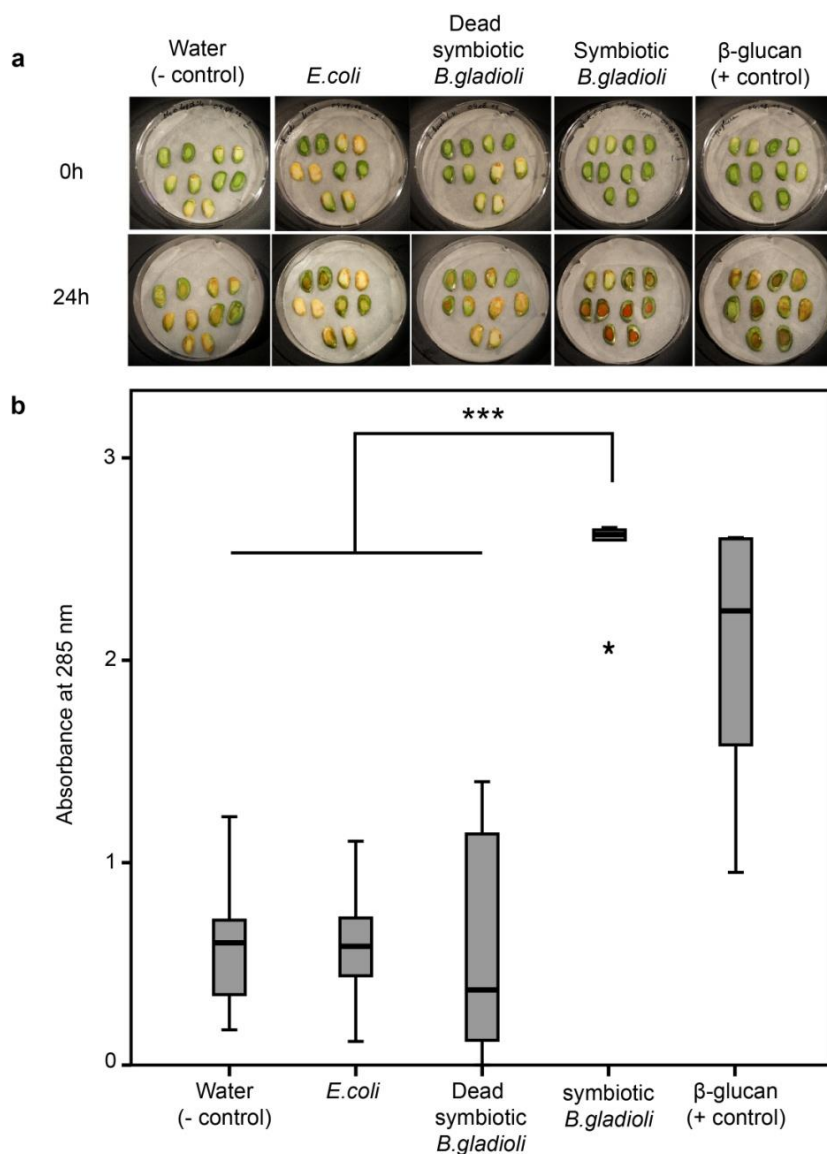 a
Water
(- control)
E.coli
Dead
symbiotic
B.gladioli
Symbiotic
B.gladioli
β-glucan
(+ control)
0h
24h
b
***
3
2
1
0
*
Absorbance at 285 nm
Water
(- control)
E.coli
Dead
symbiotic
B.gladioli
symbiotic
B.gladioli
β-glucan
(+ control)